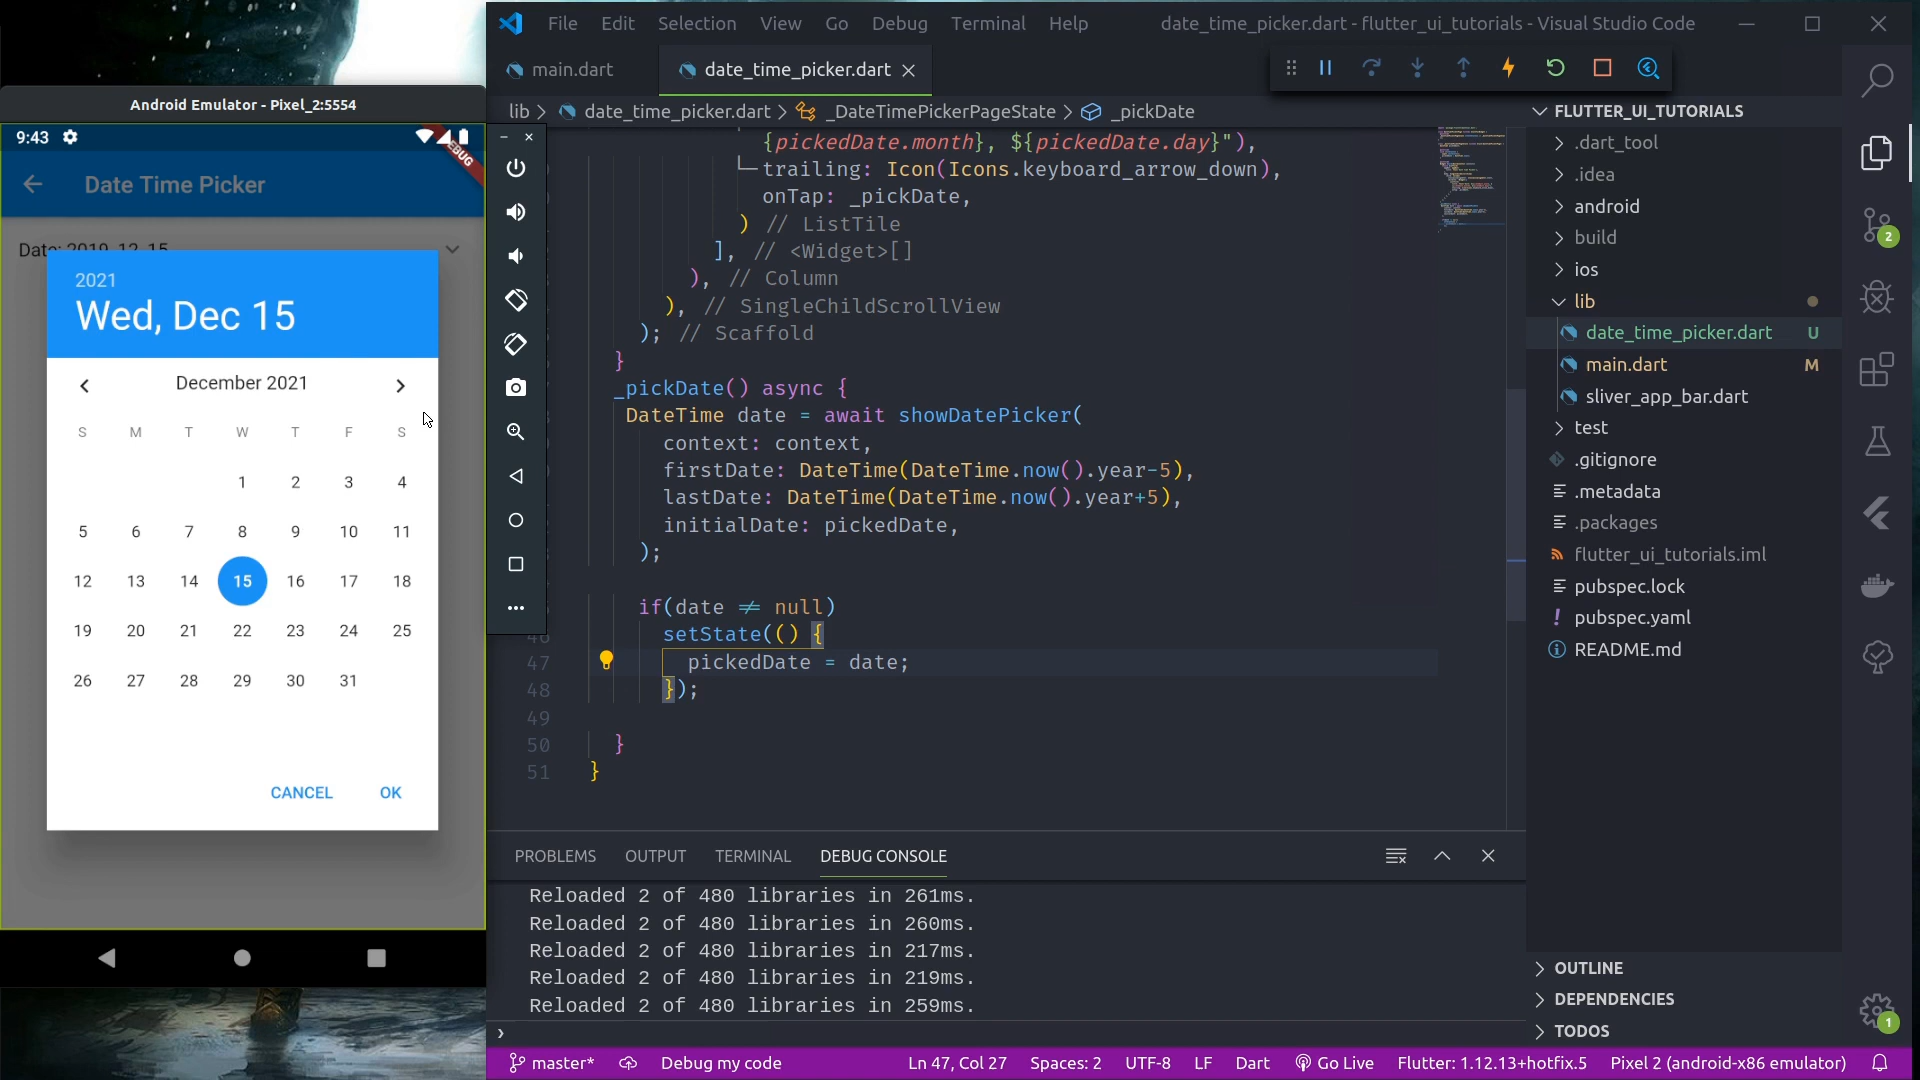 Android Emulator - Pixel_2:5554
9:43
DEBUG
Date Time Picker
2021
Wed, Dec 15
December 2021
S M T W T F S
1 2 3 4
5 6 7 8 9 10 11
12 13 14 15 16 17 18
19 20 21 22 23 24 25
26 27 28 29 30 31
CANCEL OK
File Edit Selection View Go Debug Terminal Help
date_time_picker.dart - flutter_ui_tutorials - Visual Studio Code
main.dart
date_time_picker.dart
lib > date_time_picker.dart > _DateTimePickerPageState > _pickDate
{pickedDate.month}, ${pickedDate.day}"),
trailing: Icon(Icons.keyboard_arrow_down),
onTap: _pickDate,
) // ListTile
], // <Widget>[]
), // Column
), // SingleChildScrollView
); // Scaffold
}
_pickDate() async {
DateTime date = await showDatePicker(
context: context,
firstDate: DateTime(DateTime.now().year-5),
lastDate: DateTime(DateTime.now().year+5),
initialDate: pickedDate,
);
if(date ≠ null)
setState(() {
47 pickedDate = date;
48 });
49
50 }
51 }
PROBLEMS OUTPUT TERMINAL DEBUG CONSOLE
Reloaded 2 of 480 libraries in 261ms.
Reloaded 2 of 480 libraries in 260ms.
Reloaded 2 of 480 libraries in 217ms.
Reloaded 2 of 480 libraries in 219ms.
Reloaded 2 of 480 libraries in 259ms.
FLUTTER_UI_TUTORIALS
.dart_tool
.idea
android
build
ios
lib
date_time_picker.dart U
main.dart M
sliver_app_bar.dart
test
.gitignore
.metadata
.packages
flutter_ui_tutorials.iml
pubspec.lock
pubspec.yaml
README.md
OUTLINE
DEPENDENCIES
TODOS
2
1
master* Debug my code Ln 47, Col 27 Spaces: 2 UTF-8 LF Dart Go Live Flutter: 1.12.13+hotfix.5 Pixel 2 (android-x86 emulator)